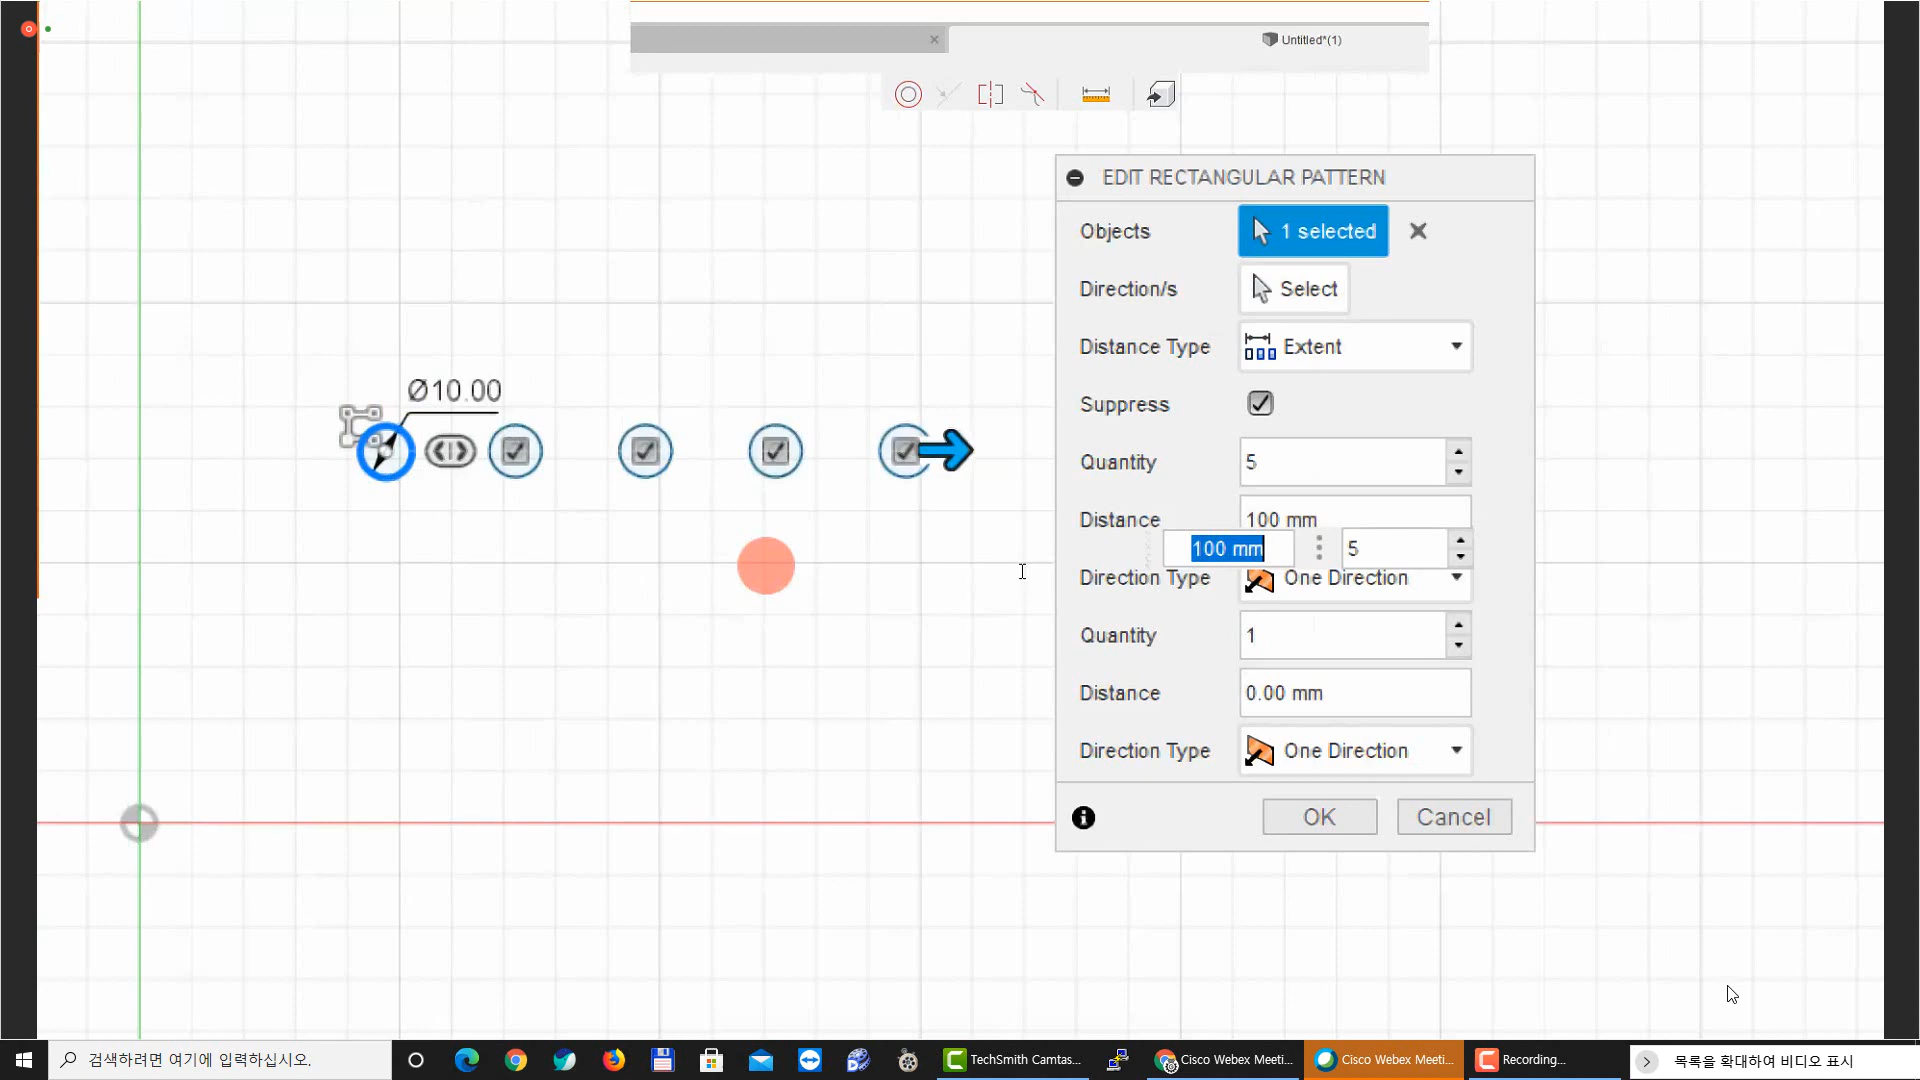 Untitled*(1)
EDIT RECTANGULAR PATTERN
Objects 1 selected
Direction/s Select
Distance Type Extent
Suppress
Quantity 5
Distance 100 mm
100 mm 5
Direction Type One Direction
Quantity 1
Distance 0.00 mm
Direction Type One Direction
OK Cancel
Ø10.00
검색하려면 여기에 입력하십시오.
TechSmith Camtas...
Cisco Webex Meeti...
Cisco Webex Meeti...
Recording...
목록을 확대하여 비디오 표시